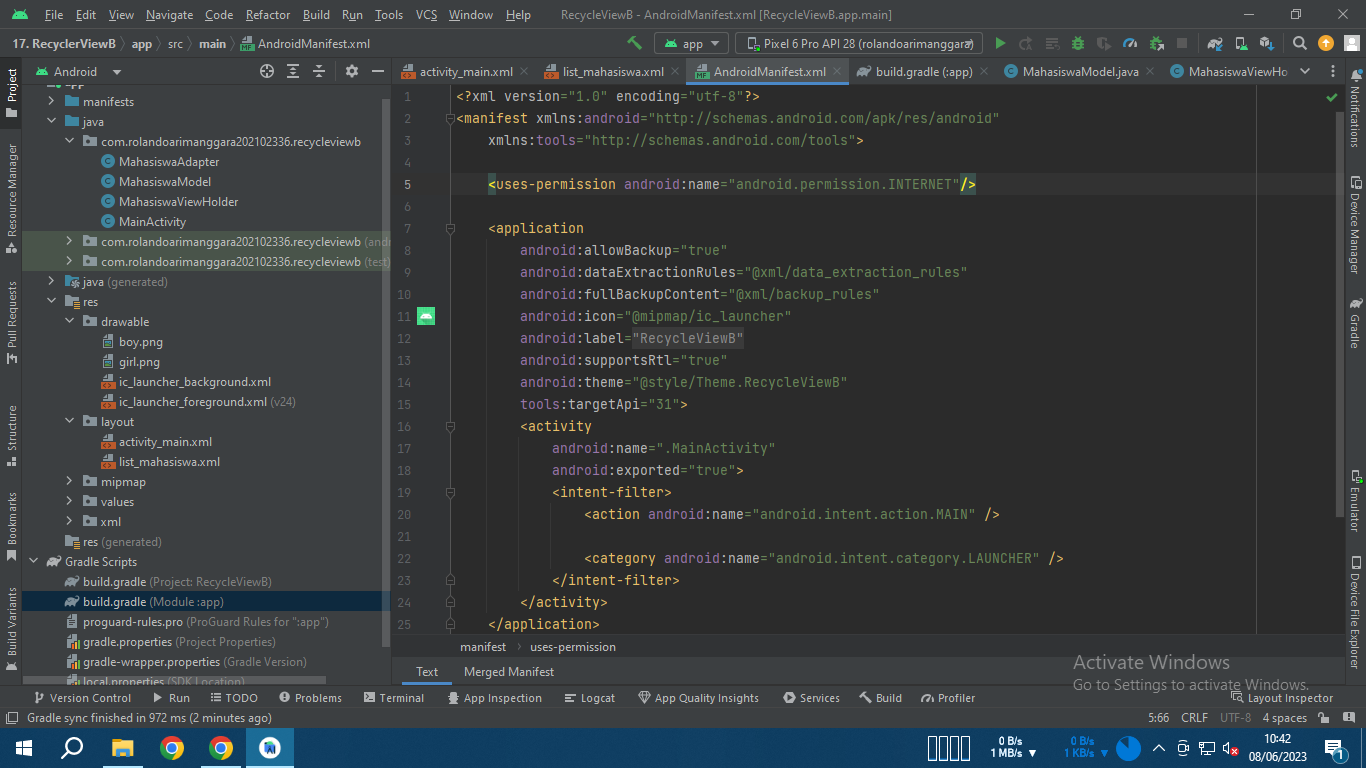 File Edit View Navigate Code Refactor Build Run Tools VCS Window Help RecycleViewB - AndroidManifest.xml [RecycleViewB.app.main]
17. RecyclerViewB app src main AndroidManifest.xml app Pixel 6 Pro API 28 (rolandoarimanggara)
Project
Resource Manager
Pull Requests
Structure
Bookmarks
Build Variants
Android
app
manifests
java
com.rolandoarimanggara202102336.recycleviewb
MahasiswaAdapter
MahasiswaModel
MahasiswaViewHolder
MainActivity
com.rolandoarimanggara202102336.recycleviewb (and
com.rolandoarimanggara202102336.recycleviewb (test)
java (generated)
res
drawable
boy.png
girl.png
ic_launcher_background.xml
ic_launcher_foreground.xml (v24)
layout
activity_main.xml
list_mahasiswa.xml
mipmap
values
xml
res (generated)
Gradle Scripts
build.gradle (Project: RecycleViewB)
build.gradle (Module :app)
proguard-rules.pro (ProGuard Rules for ":app")
gradle.properties (Project Properties)
gradle-wrapper.properties (Gradle Version)
local.properties (SDK Location)
activity_main.xml list_mahasiswa.xml AndroidManifest.xml build.gradle (:app) MahasiswaModel.java MahasiswaViewHo
1 <?xml version="1.0" encoding="utf-8"?>
2 <manifest xmlns:android="http://schemas.android.com/apk/res/android"
3 xmlns:tools="http://schemas.android.com/tools">
4
5 <uses-permission android:name="android.permission.INTERNET"/>
6
7 <application
8 android:allowBackup="true"
9 android:dataExtractionRules="@xml/data_extraction_rules"
10 android:fullBackupContent="@xml/backup_rules"
11 android:icon="@mipmap/ic_launcher"
12 android:label="RecycleViewB"
13 android:supportsRtl="true"
14 android:theme="@style/Theme.RecycleViewB"
15 tools:targetApi="31">
16 <activity
17 android:name=".MainActivity"
18 android:exported="true">
19 <intent-filter>
20 <action android:name="android.intent.action.MAIN" />
21
22 <category android:name="android.intent.category.LAUNCHER" />
23 </intent-filter>
24 </activity>
25 </application>
manifest uses-permission
Text Merged Manifest
Notifications
Device Manager
Gradle
Emulator
Device File Explorer
Activate Windows
Go to Settings to activate Windows.
Version Control Run TODO Problems Terminal App Inspection Logcat App Quality Insights Services Build Profiler Layout Inspector
Gradle sync finished in 972 ms (2 minutes ago) 5:66 CRLF UTF-8 4 spaces
0 B/s
1 MB/s
0 B/s
1 KB/s
10:42
08/06/2023
1